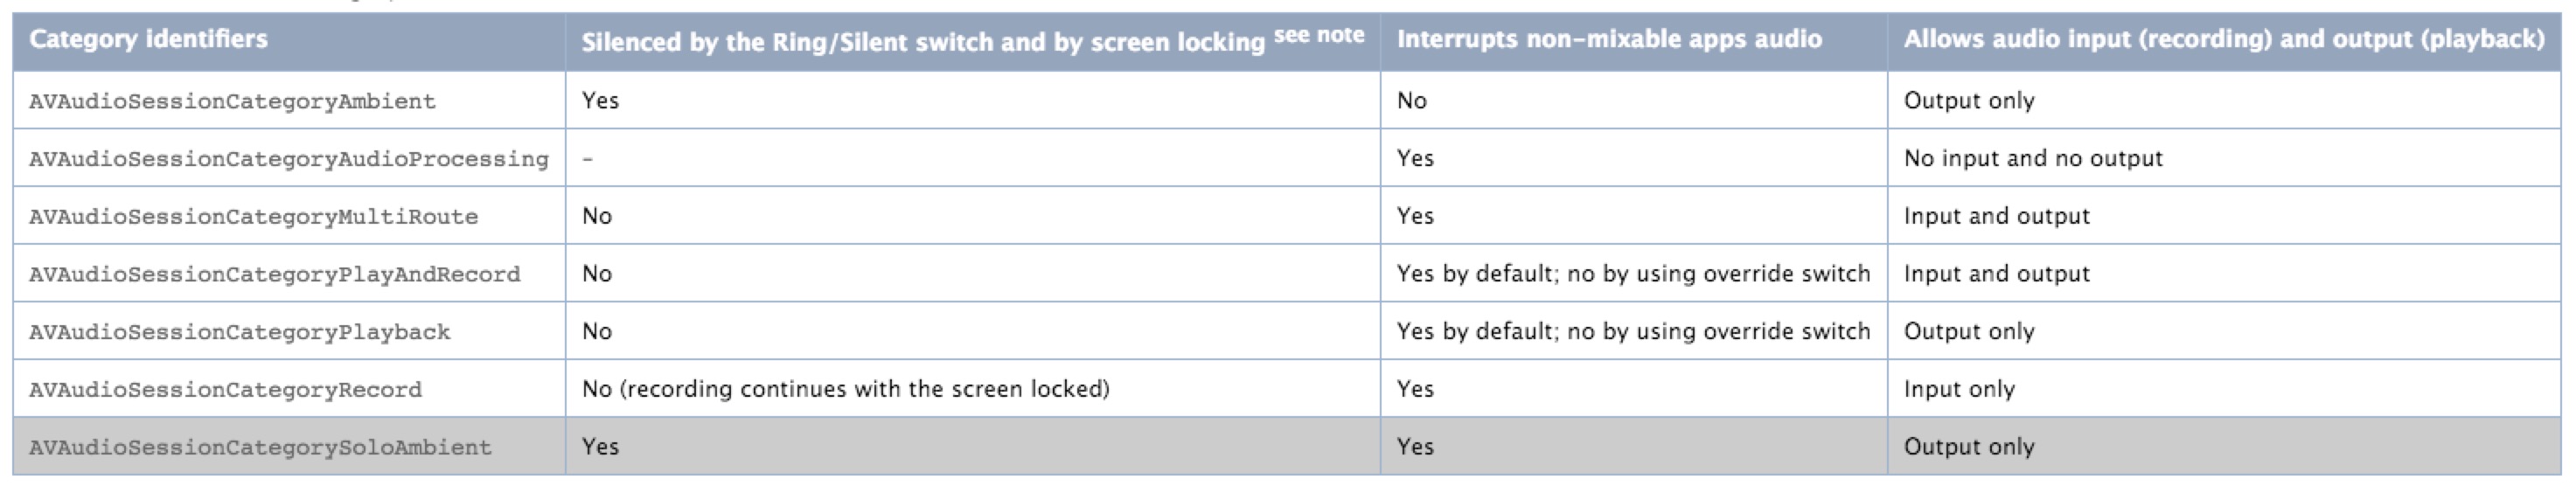 Category identifiers Silenced by the Ring/Silent switch and by screen locking see note Interrupts non-mixable apps audio Allows audio input (recording) and output (playback)
AVAudioSessionCategoryAmbient Yes No Output only
AVAudioSessionCategoryAudioProcessing - Yes No input and no output
AVAudioSessionCategoryMultiRoute No Yes Input and output
AVAudioSessionCategoryPlayAndRecord No Yes by default; no by using override switch Input and output
AVAudioSessionCategoryPlayback No Yes by default; no by using override switch Output only
AVAudioSessionCategoryRecord No (recording continues with the screen locked) Yes Input only
AVAudioSessionCategorySoloAmbient Yes Yes Output only